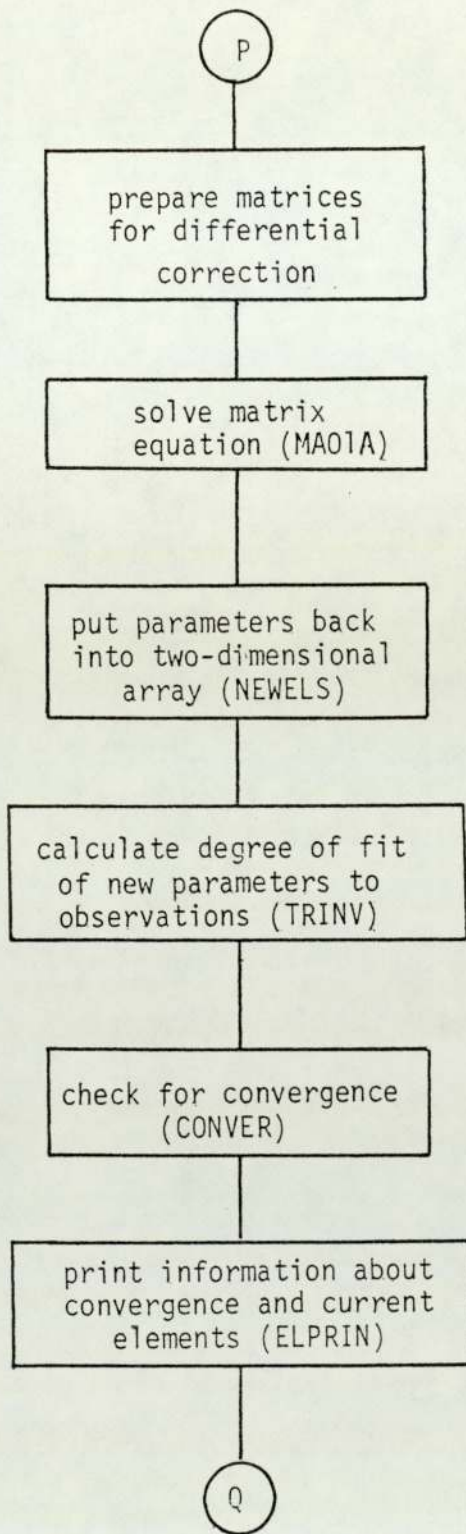 P
prepare matrices
for differential
correction
solve matrix
equation (MA01A)
put parameters back
into two-dimensional
array (NEWELS)
calculate degree of fit
of new parameters to
observations (TRINV)
check for convergence
(CONVER)
print information about
convergence and current
elements (ELPRIN)
Q